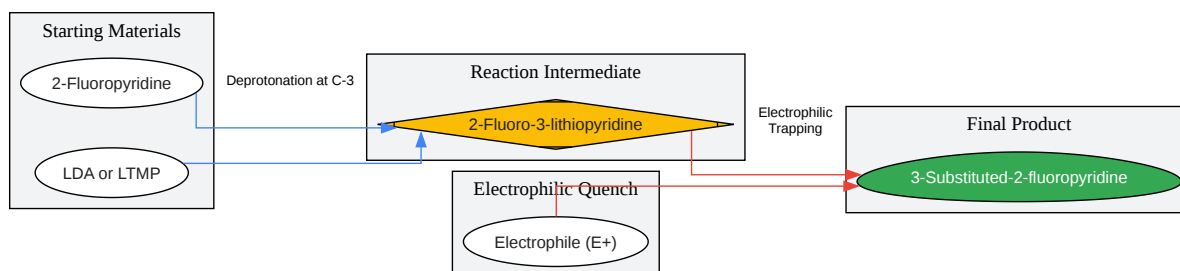 Starting Materials
2-Fluoropyridine
LDA or LTMP
Deprotonation at C-3
Reaction Intermediate
2-Fluoro-3-lithiopyridine
Electrophilic Quench
Electrophile (E+)
Electrophilic
Trapping
Final Product
3-Substituted-2-fluoropyridine